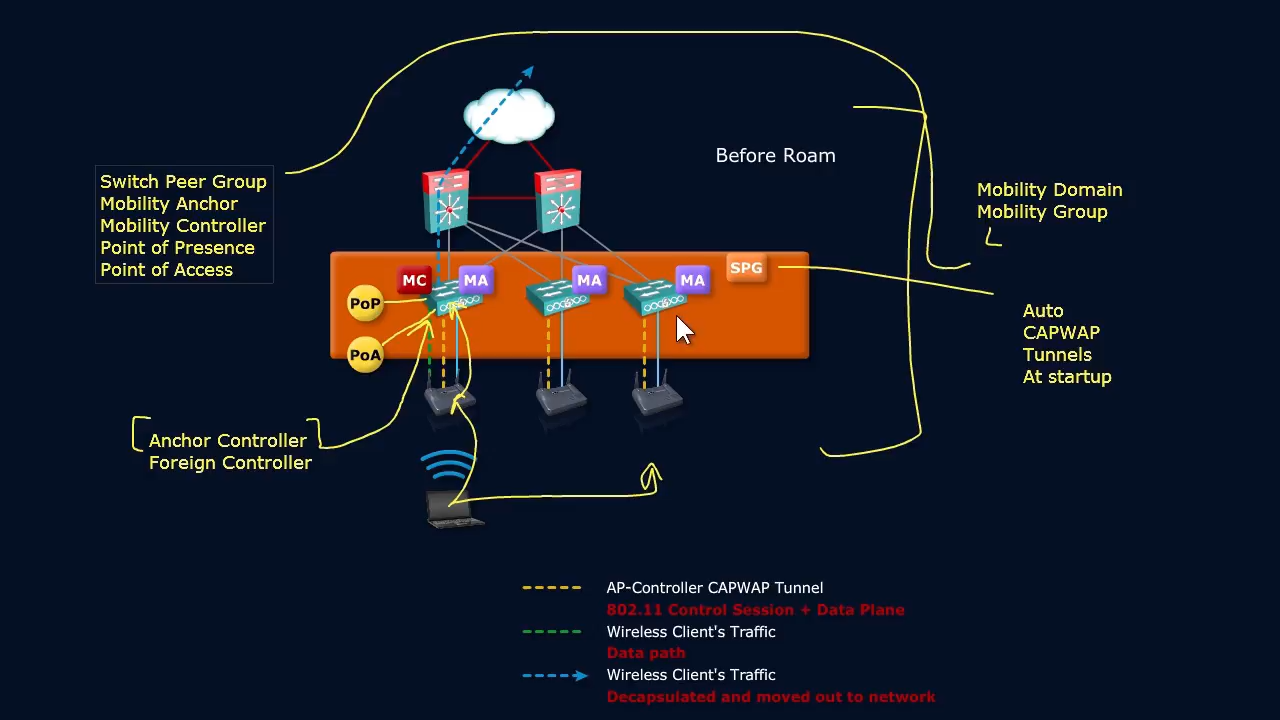 Before Roam
Switch Peer Group
Mobility Anchor
Mobility Controller
Point of Presence
Point of Access
Mobility Domain
Mobility Group
MC
MA
MA
MA
SPG
PoP
PoA
Auto
CAPWAP
Tunnels
At startup
Anchor Controller
Foreign Controller
AP-Controller CAPWAP Tunnel
802.11 Control Session + Data Plane
Wireless Client's Traffic
Data path
Wireless Client's Traffic
Decapsulated and moved out to network